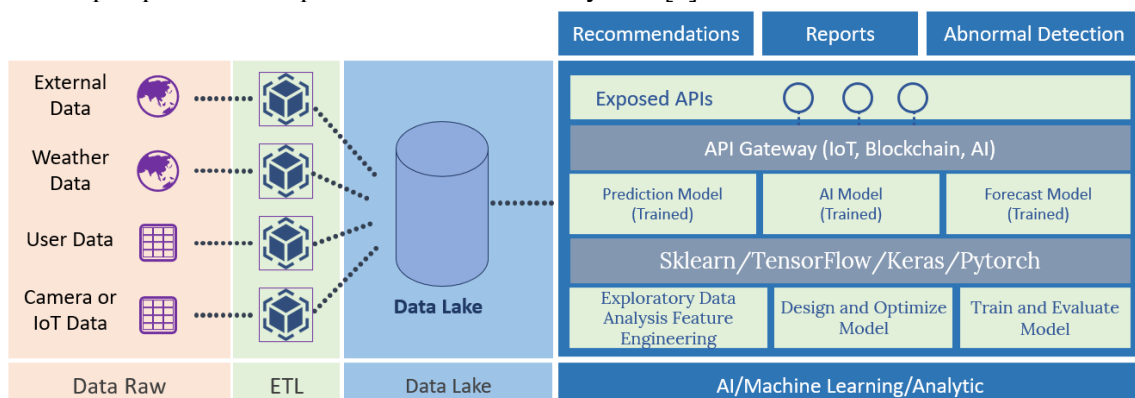 Recommendations
Reports
Abnormal Detection
External
Data
Weather
Data
User Data
Camera or
IoT Data
Data Lake
Exposed APIs
API Gateway (IoT, Blockchain, AI)
Prediction Model
(Trained)
AI Model
(Trained)
Forecast Model
(Trained)
Sklearn/TensorFlow/Keras/Pytorch
Exploratory Data
Analysis Feature
Engineering
Design and Optimize
Model
Train and Evaluate
Model
Data Raw
ETL
Data Lake
AI/Machine Learning/Analytic